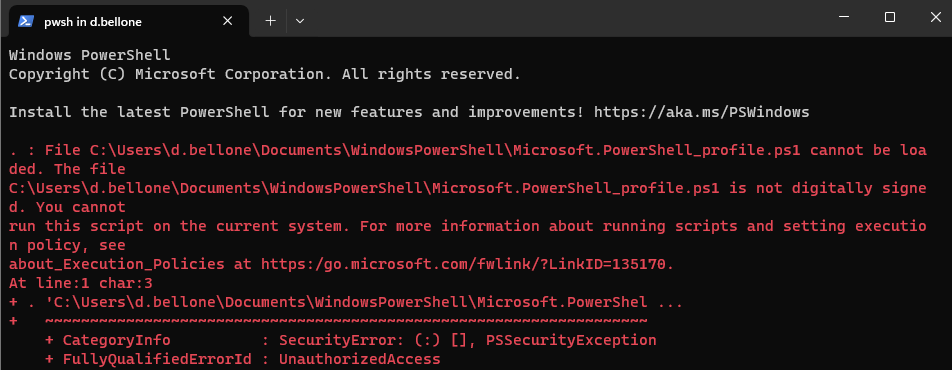 pwsh in d.bellone
Windows PowerShell
Copyright (C) Microsoft Corporation. All rights reserved.
Install the latest PowerShell for new features and improvements! https://aka.ms/PSWindows
. : File C:\Users\d.bellone\Documents\WindowsPowerShell\Microsoft.PowerShell_profile.ps1 cannot be loa
ded. The file
C:\Users\d.bellone\Documents\WindowsPowerShell\Microsoft.PowerShell_profile.ps1 is not digitally signe
d. You cannot
run this script on the current system. For more information about running scripts and setting executio
n policy, see
about_Execution_Policies at https:/go.microsoft.com/fwlink/?LinkID=135170.
At line:1 char:3
+ . 'C:\Users\d.bellone\Documents\WindowsPowerShell\Microsoft.PowerShel ...
+   ~~~~~~~~~~~~~~~~~~~~~~~~~~~~~~~~~~~~~~~~~~~~~~~~~~~~~~~~~~~~~~~~~~~
    + CategoryInfo          : SecurityError: (:) [], PSSecurityException
    + FullyQualifiedErrorId : UnauthorizedAccess